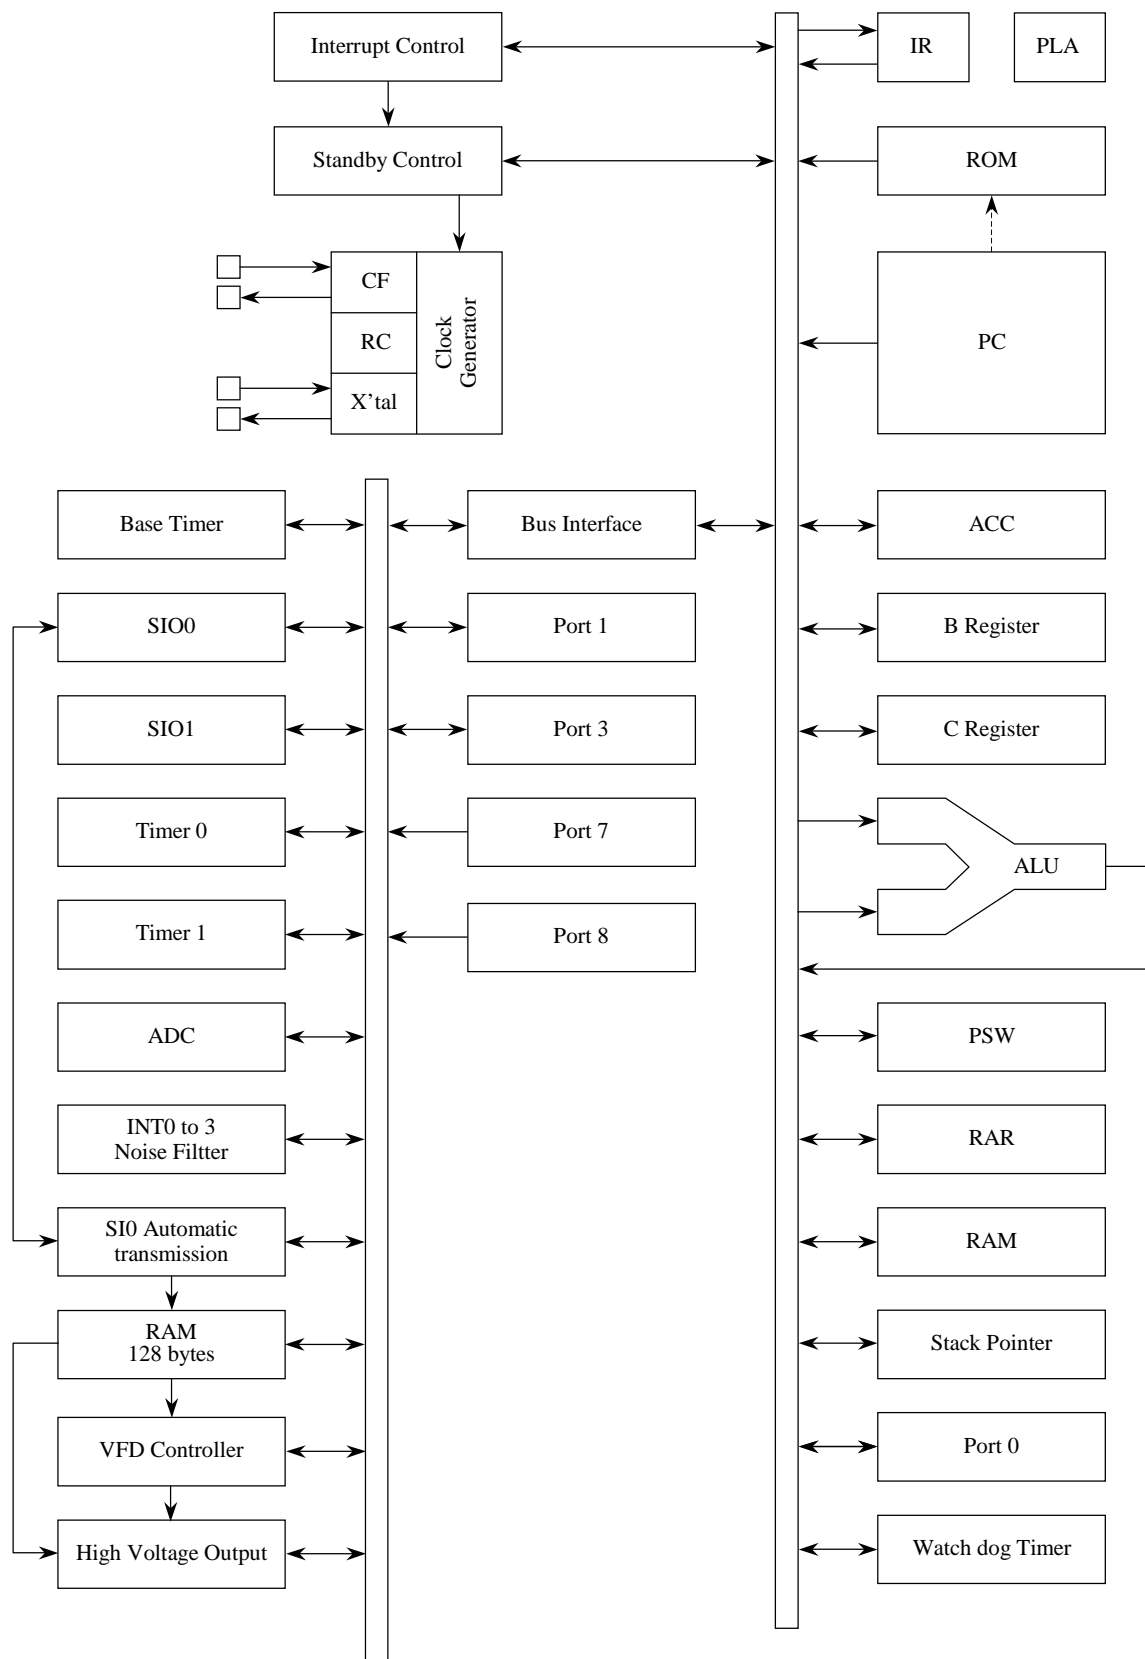 Interrupt Control
IR
PLA
Standby Control
ROM
CF
RC
X'tal
Clock
Generator
PC
Base Timer
Bus Interface
ACC
SIO0
Port 1
B Register
SIO1
Port 3
C Register
Timer 0
Port 7
ALU
Timer 1
Port 8
ADC
PSW
INT0 to 3
Noise Filtter
RAR
SI0 Automatic
transmission
RAM
RAM
128 bytes
Stack Pointer
VFD Controller
Port 0
High Voltage Output
Watch dog Timer